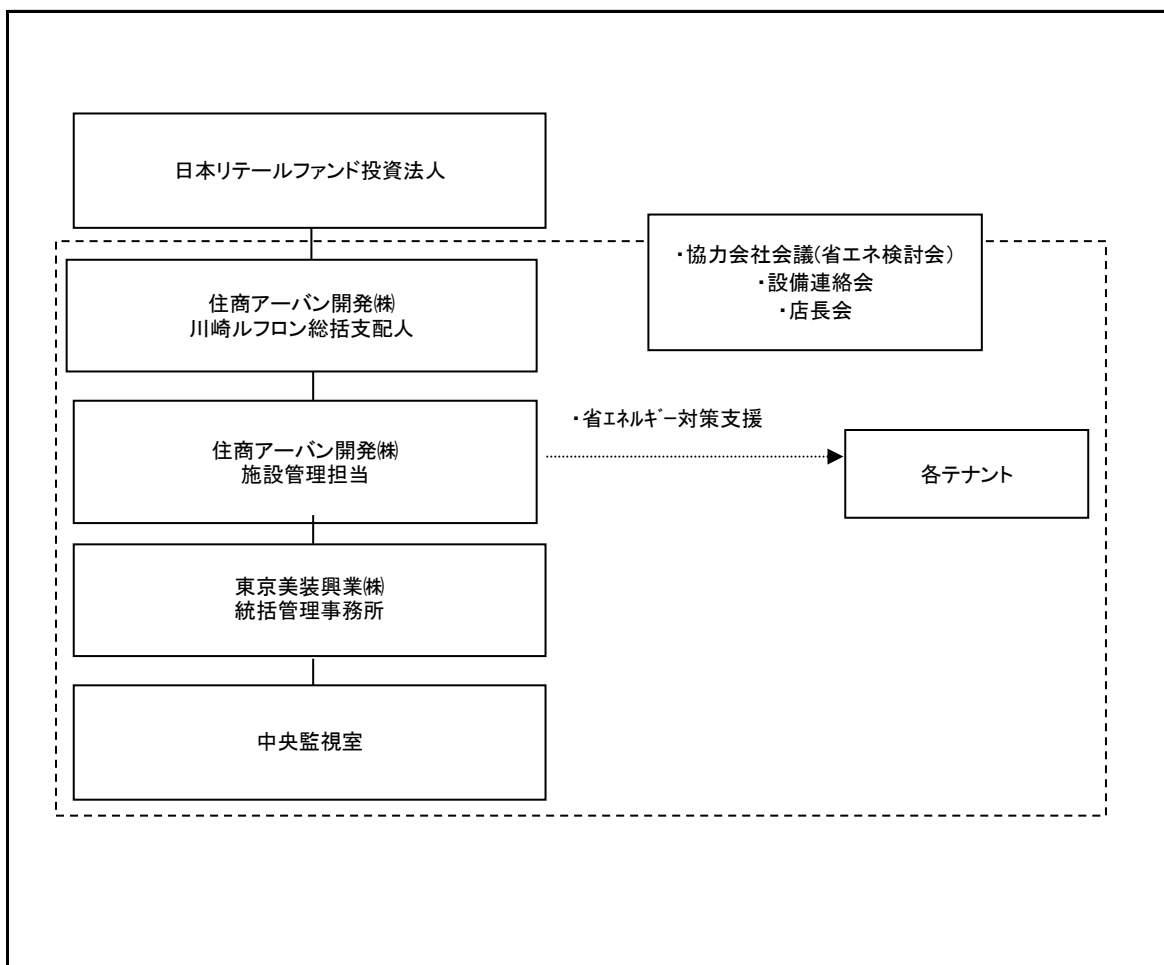 日本リテールファンド投資法人
・協力会社会議(省エネ検討会)
・設備連絡会
・店長会
住商アーバン開発㈱
川崎ルフロン総括支配人
・省ｴﾈﾙｷﾞｰ対策支援
住商アーバン開発㈱
施設管理担当
各テナント
東京美装興業㈱
統括管理事務所
中央監視室